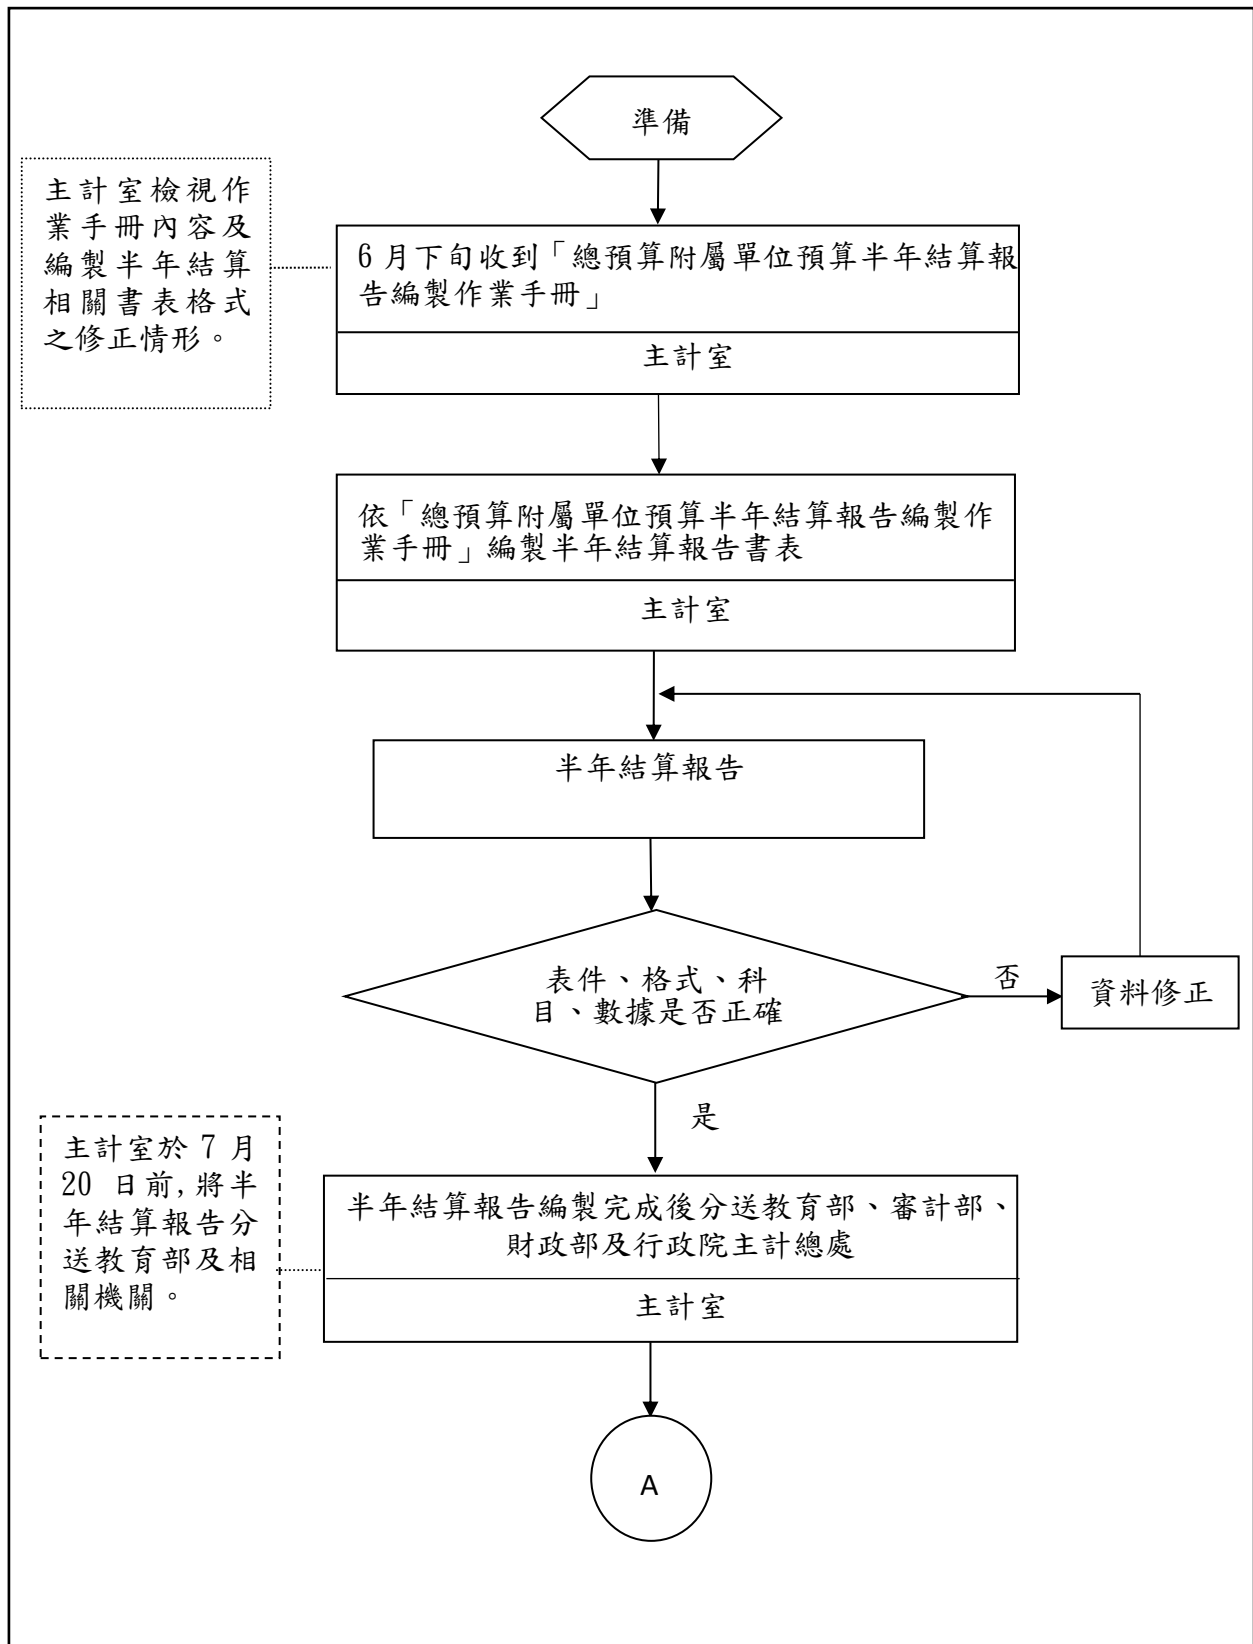 準備
主計室檢視作
業手冊內容及
編製半年結算
相關書表格式
之修正情形。
6 月下旬收到「總預算附屬單位預算半年結算報
告編製作業手冊」
主計室
依「總預算附屬單位預算半年結算報告編製作
業手冊」編製半年結算報告書表
主計室
半年結算報告
表件、格式、科
目、數據是否正確
否
資料修正
是
主計室於 7 月
20 日前,將半
年結算報告分
送教育部及相
關機關。
半年結算報告編製完成後分送教育部、審計部、
財政部及行政院主計總處
主計室
A